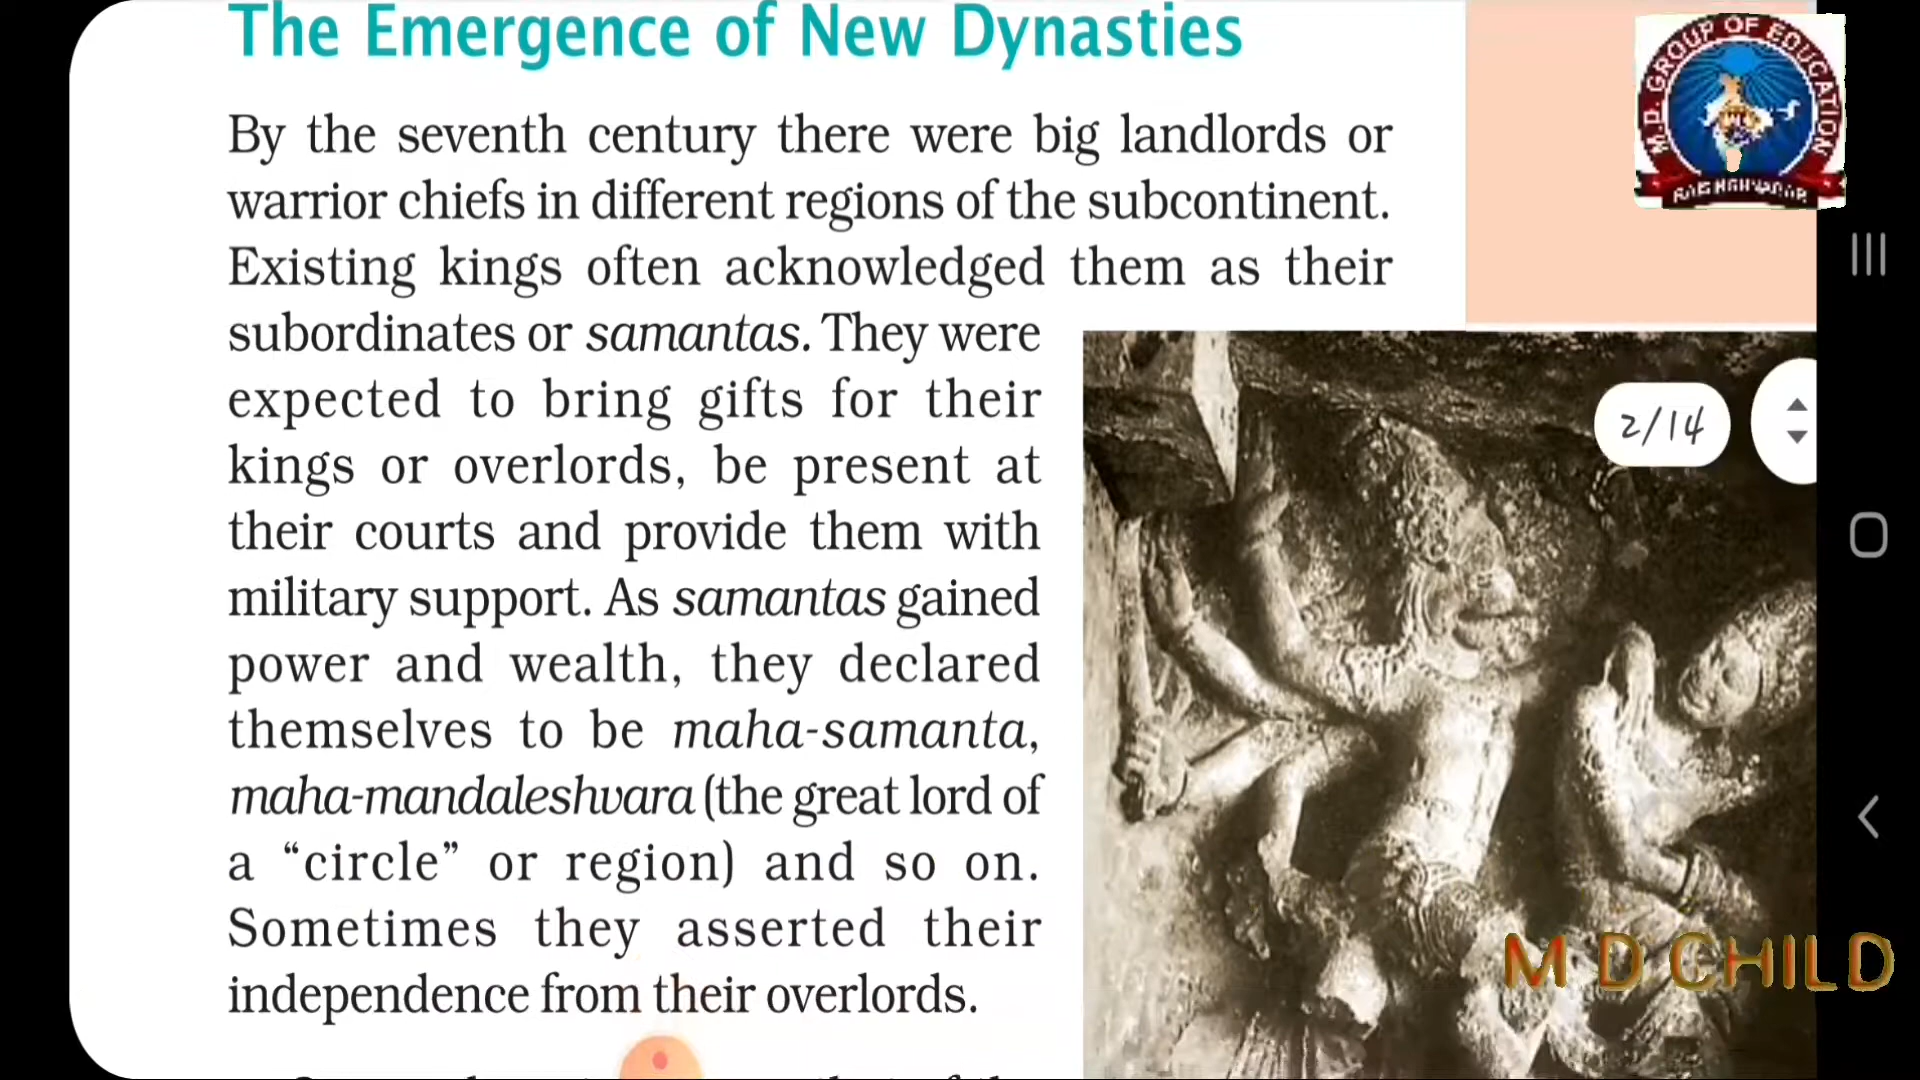 The Emergence of New Dynasties
By the seventh century there were big landlords or
warrior chiefs in different regions of the subcontinent.
Existing kings often acknowledged them as their
subordinates or samantas. They were
expected to bring gifts for their
kings or overlords, be present at
their courts and provide them with
military support. As samantas gained
power and wealth, they declared
themselves to be maha-samanta,
maha-mandaleshvara (the great lord of
a “circle” or region) and so on.
Sometimes they asserted their
independence from their overlords.
M.D. GROUP OF EDUCATION
2/14
M D CHILD